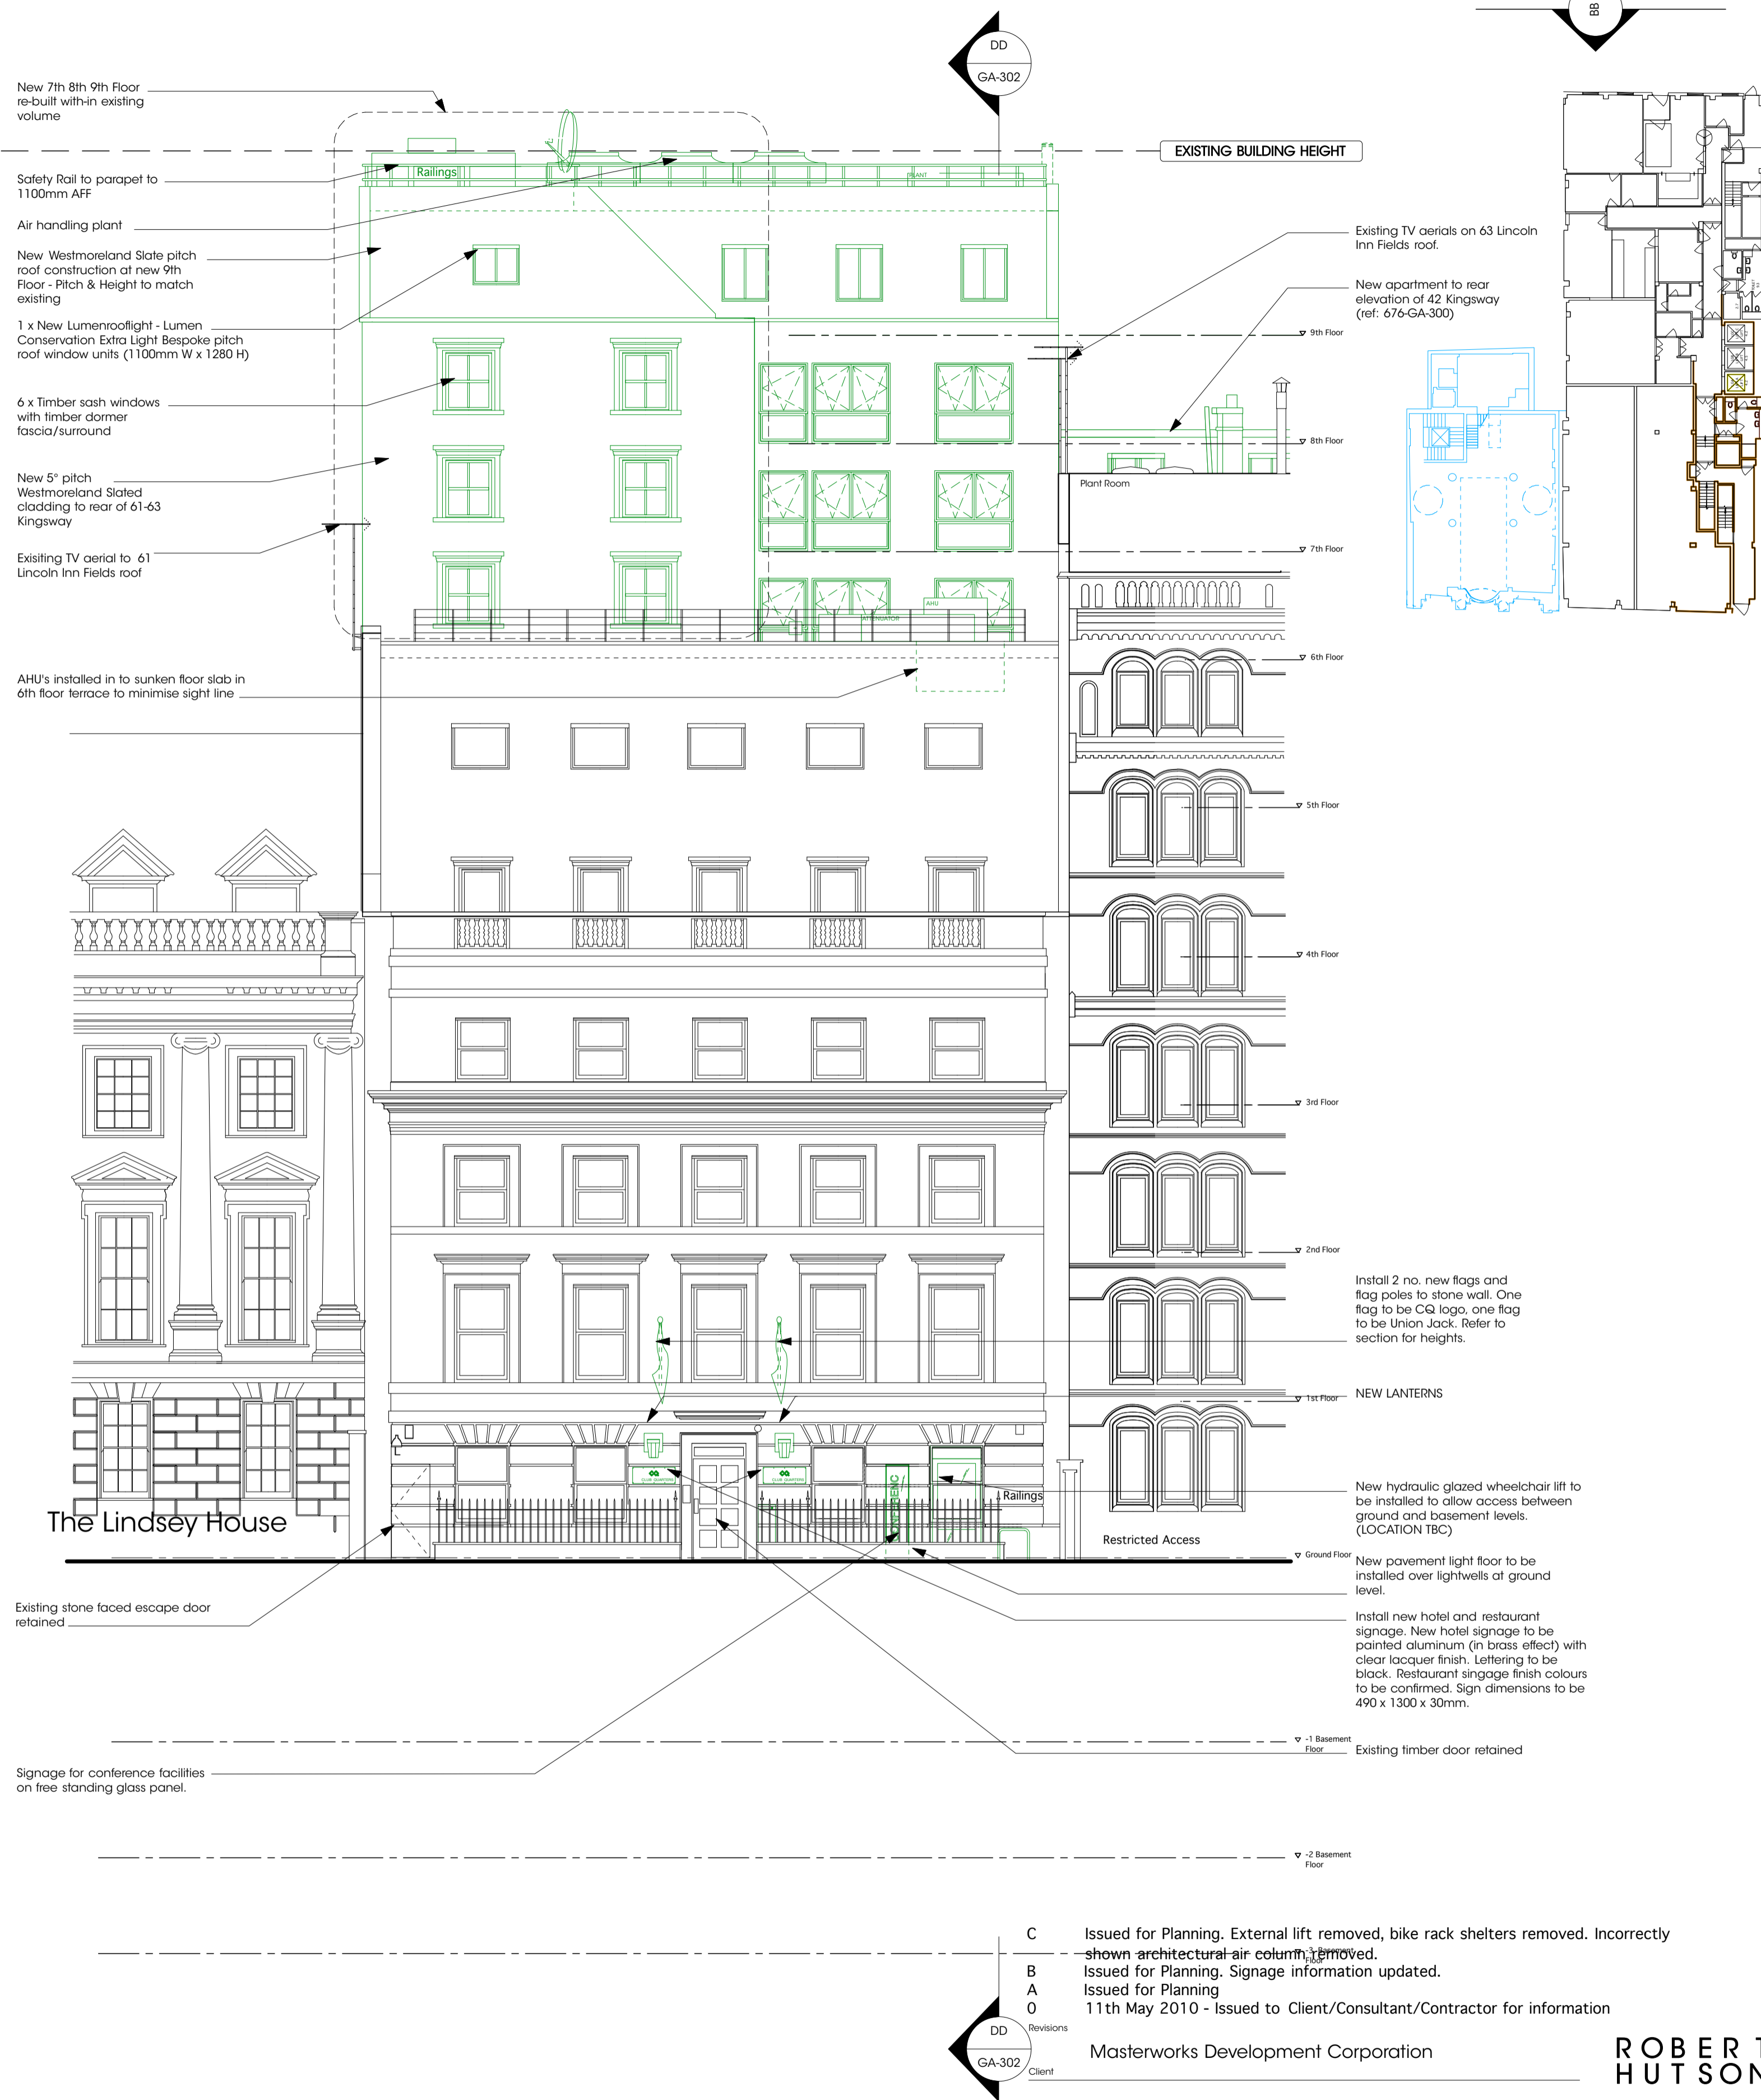 BB
DD
GA-302
New 7th 8th 9th Floor
re-built with-in existing
volume
EXISTING BUILDING HEIGHT
Safety Rail to parapet to
1100mm AFF
Railings
PLANT
Air handling plant
New Westmoreland Slate pitch
roof construction at new 9th
Floor - Pitch & Height to match
existing
Existing TV aerials on 63 Lincoln
Inn Fields roof.
New apartment to rear
elevation of 42 Kingsway
(ref: 676-GA-300)
1 x New Lumenrooflight - Lumen
Conservation Extra Light Bespoke pitch
roof window units (1100mm W x 1280 H)
9th Floor
6 x Timber sash windows
with timber dormer
fascia/surround
8th Floor
New 5° pitch
Westmoreland Slated
cladding to rear of 61-63
Kingsway
Plant Room
7th Floor
Exisiting TV aerial to 61
Lincoln Inn Fields roof
AHU
ATTENUATOR
6th Floor
AHU's installed in to sunken floor slab in
6th floor terrace to minimise sight line
5th Floor
4th Floor
3rd Floor
2nd Floor
Install 2 no. new flags and
flag poles to stone wall. One
flag to be CQ logo, one flag
to be Union Jack. Refer to
section for heights.
1st Floor
NEW LANTERNS
CLUB QUARTERS
CLUB QUARTERS
CONFERENC
Railings
New hydraulic glazed wheelchair lift to
be installed to allow access between
ground and basement levels.
(LOCATION TBC)
The Lindsey House
Restricted Access
Ground Floor
New pavement light floor to be
installed over lightwells at ground
level.
Existing stone faced escape door
retained
Install new hotel and restaurant
signage. New hotel signage to be
painted aluminum (in brass effect) with
clear lacquer finish. Lettering to be
black. Restaurant singage finish colours
to be confirmed. Sign dimensions to be
490 x 1300 x 30mm.
-1 Basement
Floor
Existing timber door retained
Signage for conference facilities
on free standing glass panel.
-2 Basement
Floor
-3 Basement
Floor
C Issued for Planning. External lift removed, bike rack shelters removed. Incorrectly
shown architectural air column removed.
B Issued for Planning. Signage information updated.
A Issued for Planning
0 11th May 2010 - Issued to Client/Consultant/Contractor for information
Revisions
DD
GA-302
Masterworks Development Corporation
Client
ROBERT
HUTSON